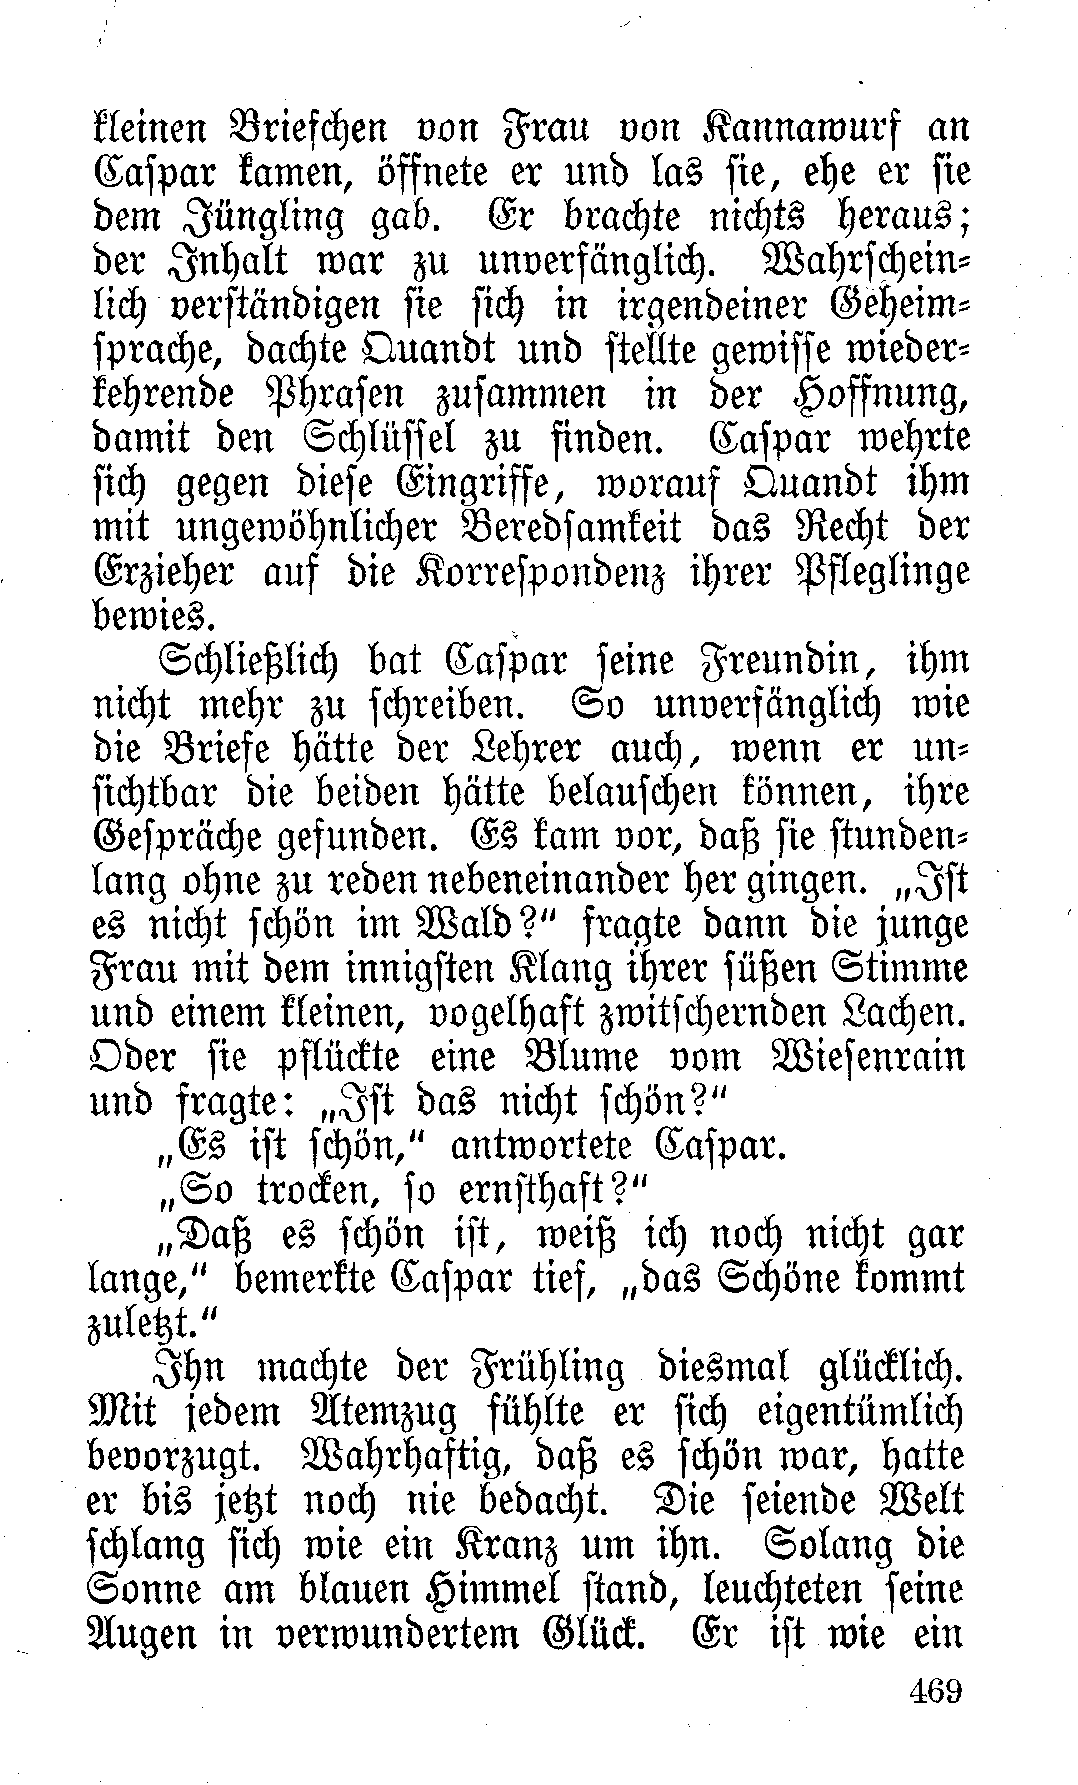 kleinen Briefchen von Frau von Kannawurf an
Caspar kamen, öffnete er und las sie, ehe er sie
dem Jüngling gab. Er brachte nichts heraus;
der Inhalt war zu unverfänglich. Wahrschein-
lich verständigen sie sich in irgendeiner Geheim-
sprache, dachte Quandt und stellte gewisse wieder-
kehrende Phrasen zusammen in der Hoffnung,
damit den Schlüssel zu finden. Caspar wehrte
sich gegen diese Eingriffe, worauf Quandt ihm
mit ungewöhnlicher Beredsamkeit das Recht der
Erzieher auf die Korrespondenz ihrer Pfleglinge
bewies.
Schließlich bat Caspar seine Freundin, ihm
nicht mehr zu schreiben. So unverfänglich wie
die Briefe hätte der Lehrer auch, wenn er un-
sichtbar die beiden hätte belauschen können, ihre
Gespräche gefunden. Es kam vor, daß sie stunden-
lang ohne zu reden nebeneinander her gingen. „Ist
es nicht schön im Wald?“ fragte dann die junge
Frau mit dem innigsten Klang ihrer süßen Stimme
und einem kleinen, vogelhaft zwitschernden Lachen.
Oder sie pflückte eine Blume vom Wiesenrain
und fragte: „Ist das nicht schön?“
„Es ist schön,“ antwortete Caspar.
„So trocken, so ernsthaft?“
„Daß es schön ist, weiß ich noch nicht gar
lange,“ bemerkte Caspar tief, „das Schöne kommt
zuletzt.“
Ihn machte der Frühling diesmal glücklich.
Mit jedem Atemzug fühlte er sich eigentümlich
bevorzugt. Wahrhaftig, daß es schön war, hatte
er bis jetzt noch nie bedacht. Die seiende Welt
schlang sich wie ein Kranz um ihn. Solang die
Sonne am blauen Himmel stand, leuchteten seine
Augen in verwundertem Glück. Er ist wie ein
469